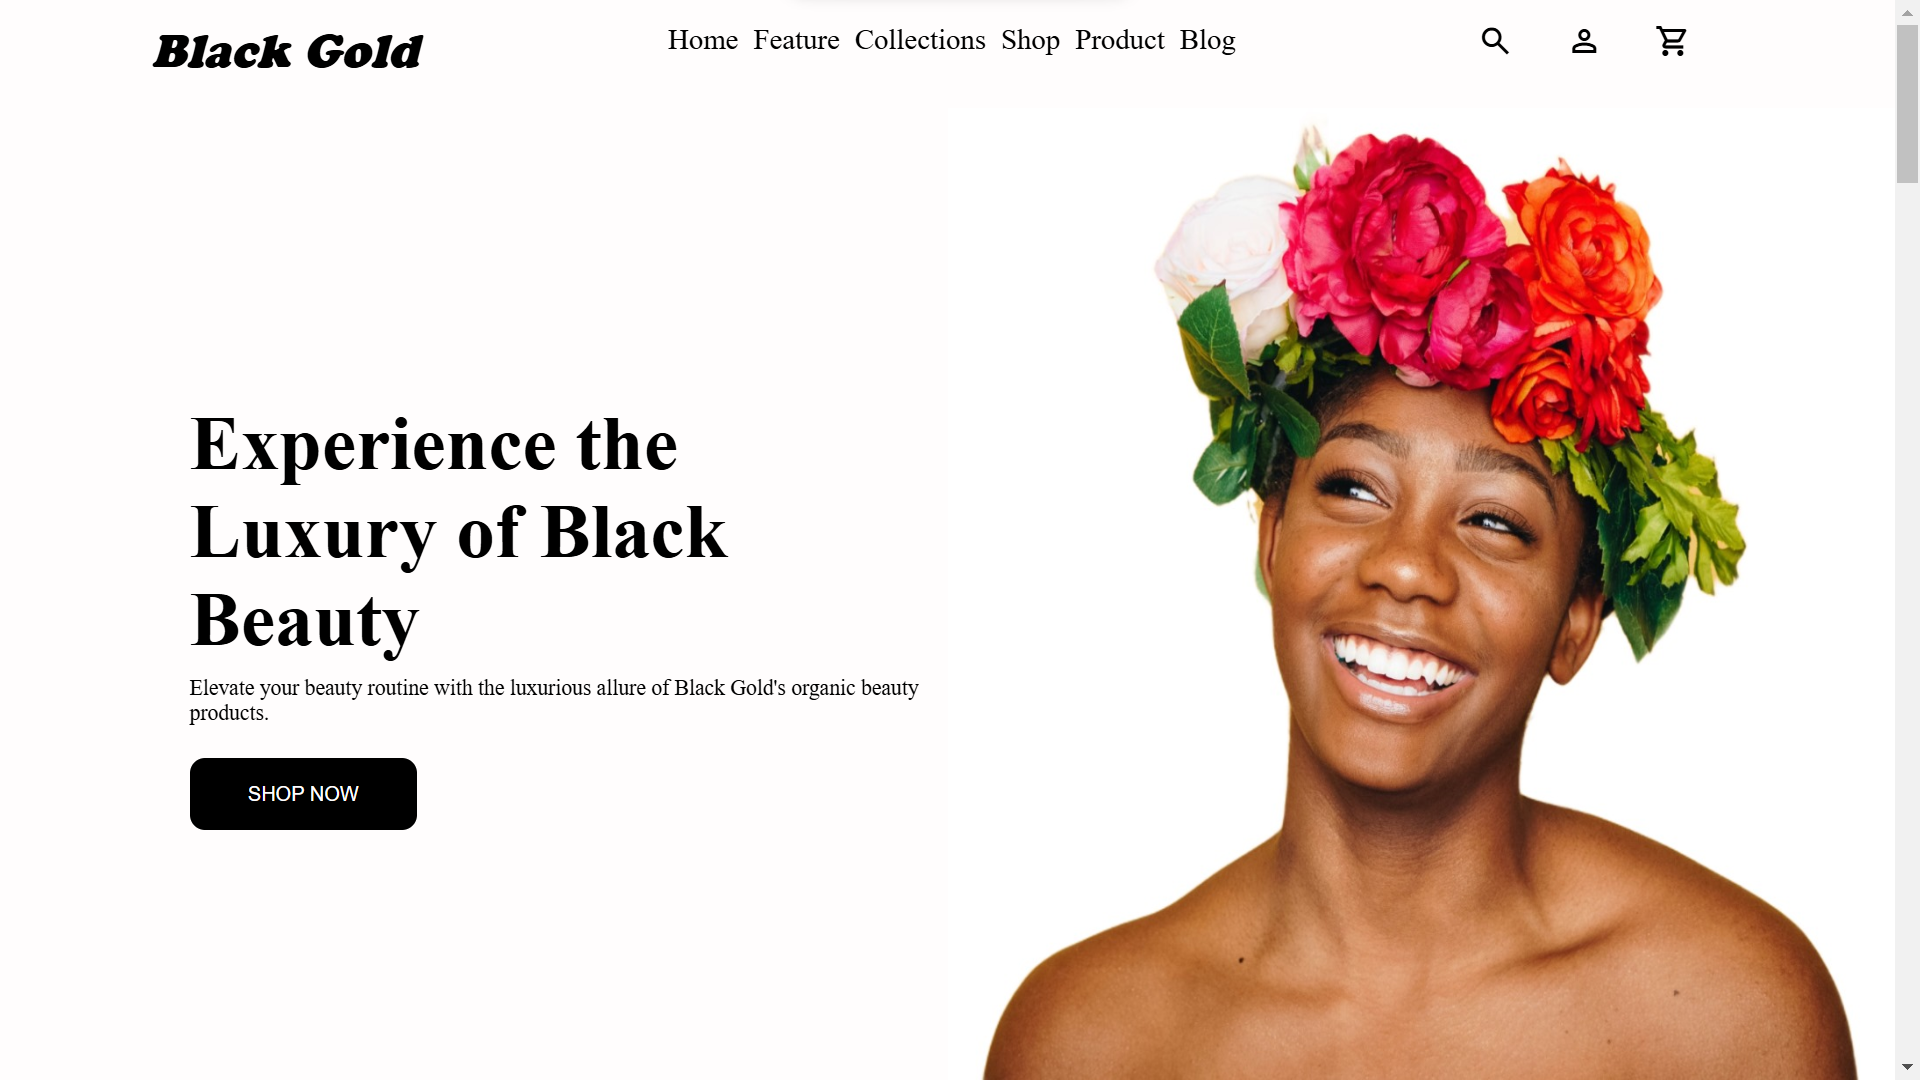 Black Gold
Home Feature Collections Shop Product Blog
Experience the
Luxury of Black
Beauty
Elevate your beauty routine with the luxurious allure of Black Gold's organic beauty
products.
SHOP NOW